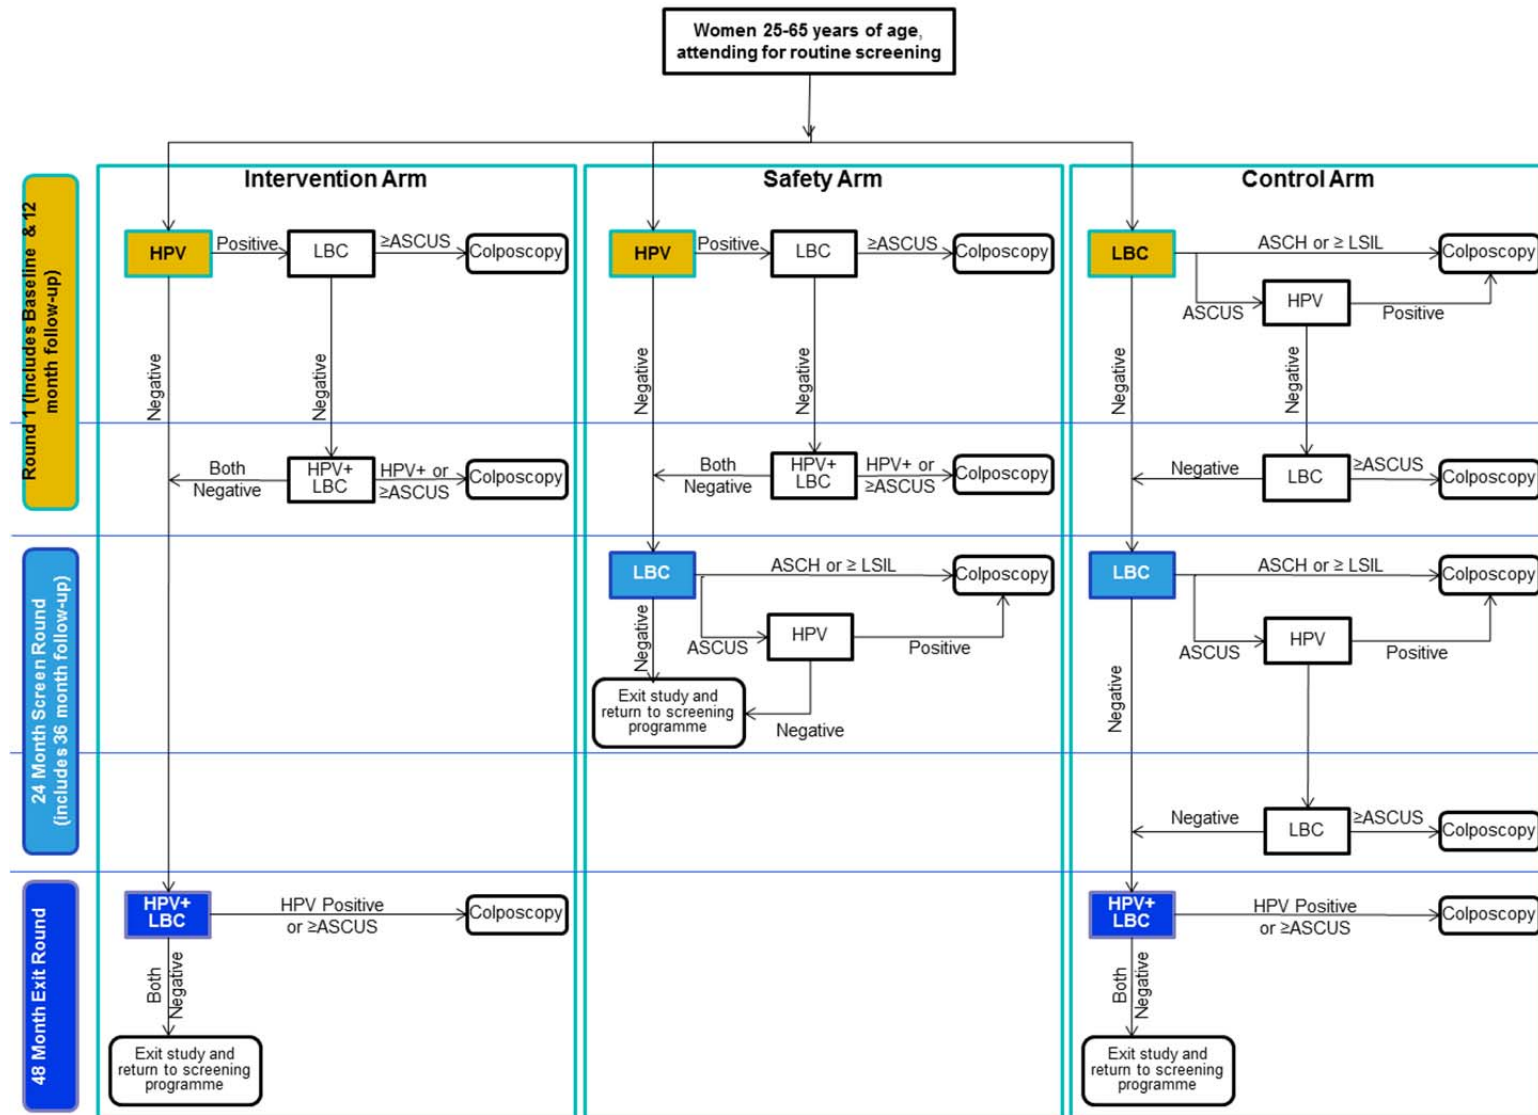 Women 25-65 years of age,
attending for routine screening
Intervention Arm
Safety Arm
Control Arm
Round 1 (includes Baseline & 12
month follow-up)
HPV
Positive
LBC
≥ASCUS
Colposcopy
Negative
Negative
Both
Negative
HPV+
LBC
HPV+ or
≥ASCUS
Colposcopy
HPV
Positive
LBC
≥ASCUS
Colposcopy
Negative
Negative
Both
Negative
HPV+
LBC
HPV+ or
≥ASCUS
Colposcopy
LBC
ASCH or ≥ LSIL
Colposcopy
ASCUS
HPV
Positive
Negative
Negative
Negative
LBC
≥ASCUS
Colposcopy
24 Month Screen Round
(includes 36 month follow-up)
LBC
ASCH or ≥ LSIL
Colposcopy
Negative
ASCUS
HPV
Positive
Exit study and
return to screening
programme
Negative
LBC
ASCH or ≥ LSIL
Colposcopy
ASCUS
HPV
Positive
Negative
Negative
LBC
≥ASCUS
Colposcopy
48 Month Exit Round
HPV+
LBC
HPV Positive
or ≥ASCUS
Colposcopy
Both
Negative
Exit study and
return to screening
programme
HPV+
LBC
HPV Positive
or ≥ASCUS
Colposcopy
Both
Negative
Exit study and
return to screening
programme